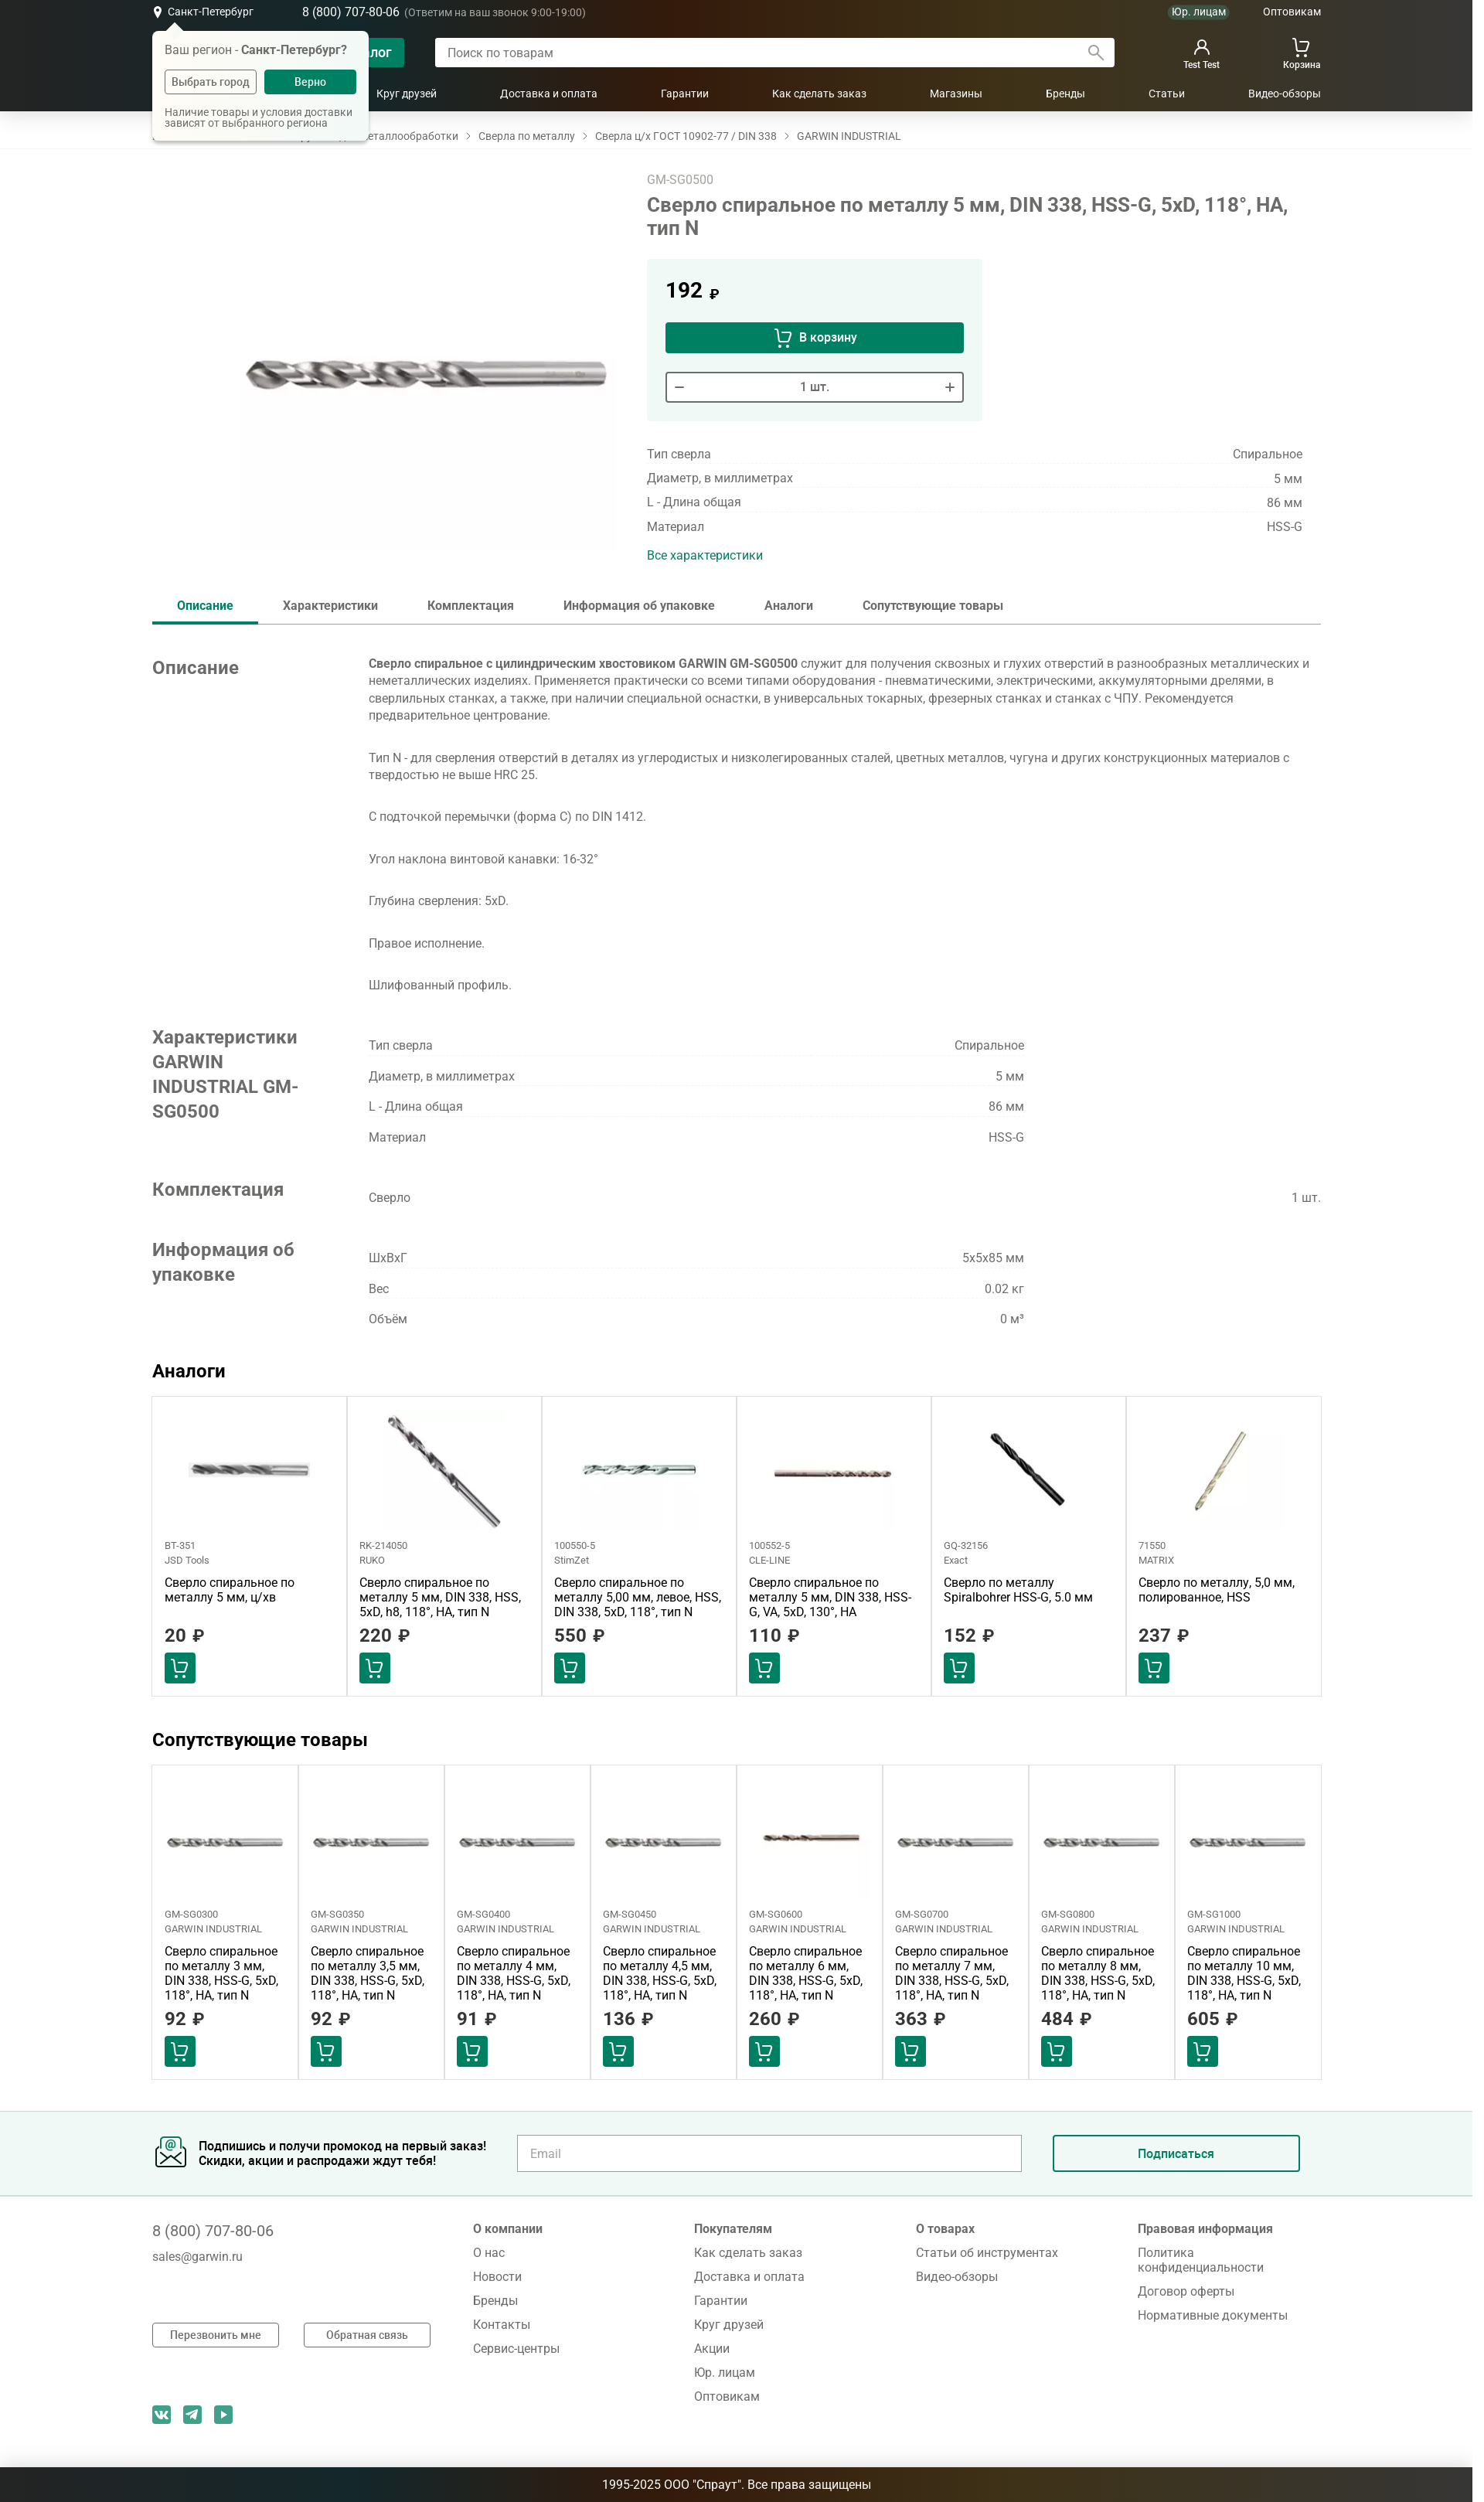 Санкт-Петербург
8 (800) 707-80-06 (Ответим на ваш звонок 9:00-19:00)
Юр. лицам
Оптовикам
Ваш регион - Санкт-Петербург?
Выбрать город
Верно
Наличие товары и условия доставки
зависят от выбранного региона
Поиск по товарам
Test Test
Корзина
Круг друзей
Доставка и оплата
Гарантии
Как сделать заказ
Магазины
Бренды
Статьи
Видео-обзоры
Сверла по металлу
Сверла ц/х ГОСТ 10902-77 / DIN 338
GARWIN INDUSTRIAL
GM-SG0500
Сверло спиральное по металлу 5 мм, DIN 338, HSS-G, 5xD, 118°, HA,
тип N
192 ₽
В корзину
− 1 шт. +
Тип сверла Спиральное
Диаметр, в миллиметрах 5 мм
L - Длина общая 86 мм
Материал HSS-G
Все характеристики
Описание
Характеристики
Комплектация
Информация об упаковке
Аналоги
Сопутствующие товары
Описание
Сверло спиральное с цилиндрическим хвостовиком GARWIN GM-SG0500 служит для получения сквозных и глухих отверстий в разнообразных металлических и
неметаллических изделиях. Применяется практически со всеми типами оборудования - пневматическими, электрическими, аккумуляторными дрелями, в
сверлильных станках, а также, при наличии специальной оснастки, в универсальных токарных, фрезерных станках и станках с ЧПУ. Рекомендуется
предварительное центрование.
Тип N - для сверления отверстий в деталях из углеродистых и низколегированных сталей, цветных металлов, чугуна и других конструкционных материалов с
твердостью не выше HRC 25.
С подточкой перемычки (форма С) по DIN 1412.
Угол наклона винтовой канавки: 16-32°
Глубина сверления: 5xD.
Правое исполнение.
Шлифованный профиль.
Характеристики
GARWIN
INDUSTRIAL GM-
SG0500
Тип сверла Спиральное
Диаметр, в миллиметрах 5 мм
L - Длина общая 86 мм
Материал HSS-G
Комплектация
Сверло 1 шт.
Информация об
упаковке
ШхВхГ 5x5x85 мм
Вес 0.02 кг
Объём 0 м³
Аналоги
BT-351
JSD Tools
Сверло спиральное по
металлу 5 мм, ц/хв
20 ₽
RK-214050
RUKO
Сверло спиральное по
металлу 5 мм, DIN 338, HSS,
5xD, h8, 118°, HA, тип N
220 ₽
100550-5
StimZet
Сверло спиральное по
металлу 5,00 мм, левое, HSS,
DIN 338, 5xD, 118°, тип N
550 ₽
100552-5
CLE-LINE
Сверло спиральное по
металлу 5 мм, DIN 338, HSS-
G, VA, 5xD, 130°, HA
110 ₽
GQ-32156
Exact
Сверло по металлу
Spiralbohrer HSS-G, 5.0 мм
152 ₽
71550
MATRIX
Сверло по металлу, 5,0 мм,
полированное, HSS
237 ₽
Сопутствующие товары
GM-SG0300
GARWIN INDUSTRIAL
Сверло спиральное
по металлу 3 мм,
DIN 338, HSS-G, 5xD,
118°, HA, тип N
92 ₽
GM-SG0350
GARWIN INDUSTRIAL
Сверло спиральное
по металлу 3,5 мм,
DIN 338, HSS-G, 5xD,
118°, HA, тип N
92 ₽
GM-SG0400
GARWIN INDUSTRIAL
Сверло спиральное
по металлу 4 мм,
DIN 338, HSS-G, 5xD,
118°, HA, тип N
91 ₽
GM-SG0450
GARWIN INDUSTRIAL
Сверло спиральное
по металлу 4,5 мм,
DIN 338, HSS-G, 5xD,
118°, HA, тип N
136 ₽
GM-SG0600
GARWIN INDUSTRIAL
Сверло спиральное
по металлу 6 мм,
DIN 338, HSS-G, 5xD,
118°, HA, тип N
260 ₽
GM-SG0700
GARWIN INDUSTRIAL
Сверло спиральное
по металлу 7 мм,
DIN 338, HSS-G, 5xD,
118°, HA, тип N
363 ₽
GM-SG0800
GARWIN INDUSTRIAL
Сверло спиральное
по металлу 8 мм,
DIN 338, HSS-G, 5xD,
118°, HA, тип N
484 ₽
GM-SG1000
GARWIN INDUSTRIAL
Сверло спиральное
по металлу 10 мм,
DIN 338, HSS-G, 5xD,
118°, HA, тип N
605 ₽
Подпишись и получи промокод на первый заказ!
Скидки, акции и распродажи ждут тебя!
Email
Подписаться
8 (800) 707-80-06
sales@garwin.ru
Перезвонить мне
Обратная связь
О компании
О нас
Новости
Бренды
Контакты
Сервис-центры
Покупателям
Как сделать заказ
Доставка и оплата
Гарантии
Круг друзей
Акции
Юр. лицам
Оптовикам
О товарах
Статьи об инструментах
Видео-обзоры
Правовая информация
Политика
конфиденциальности
Договор оферты
Нормативные документы
1995-2025 ООО "Спраут". Все права защищены